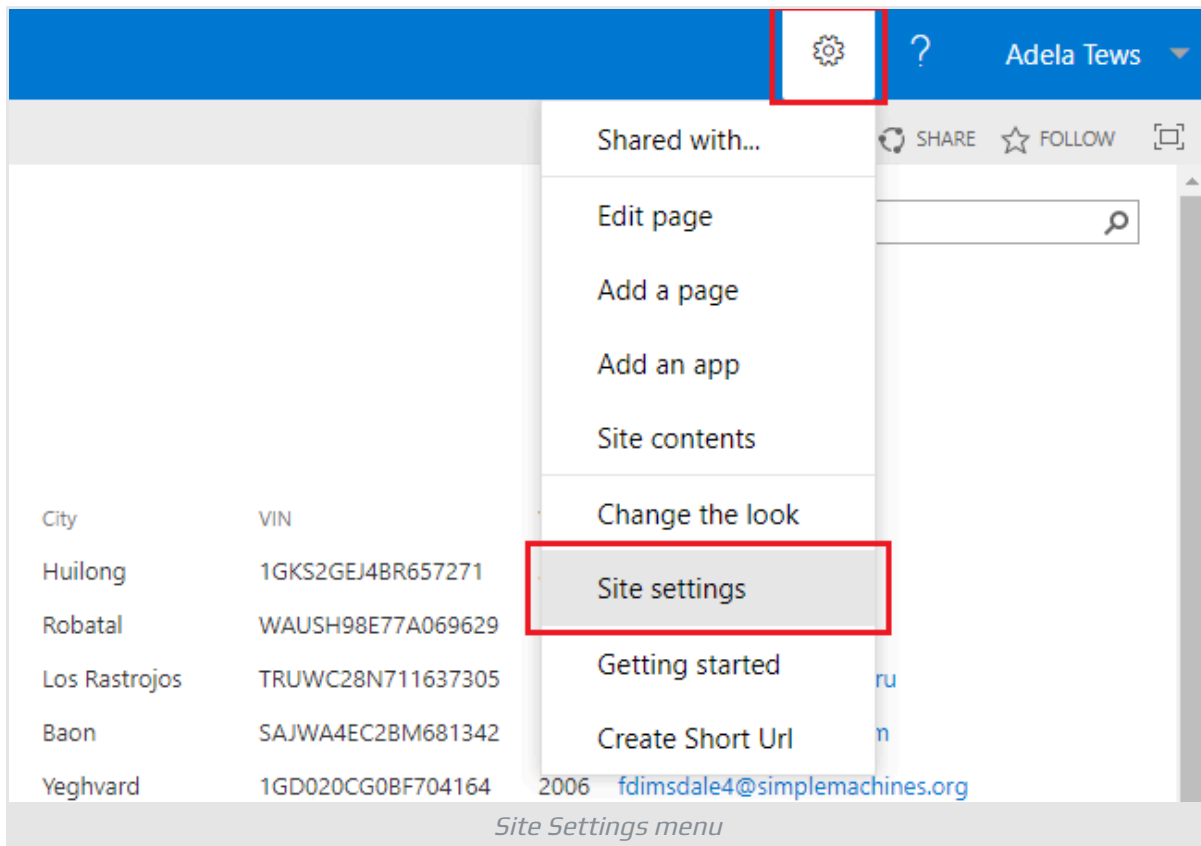 ? Adela Tews
Shared with...
SHARE FOLLOW
Edit page
Add a page
Add an app
Site contents
Change the look
Site settings
Getting started
Create Short Url
City VIN
Huilong 1GKS2GEJ4BR657271
Robatal WAUSH98E77A069629
Los Rastrojos TRUWC28N711637305 ru
Baon SAJWA4EC2BM681342 m
Yeghvard 1GD020CG0BF704164 2006 fdimsdale4@simplemachines.org
Site Settings menu